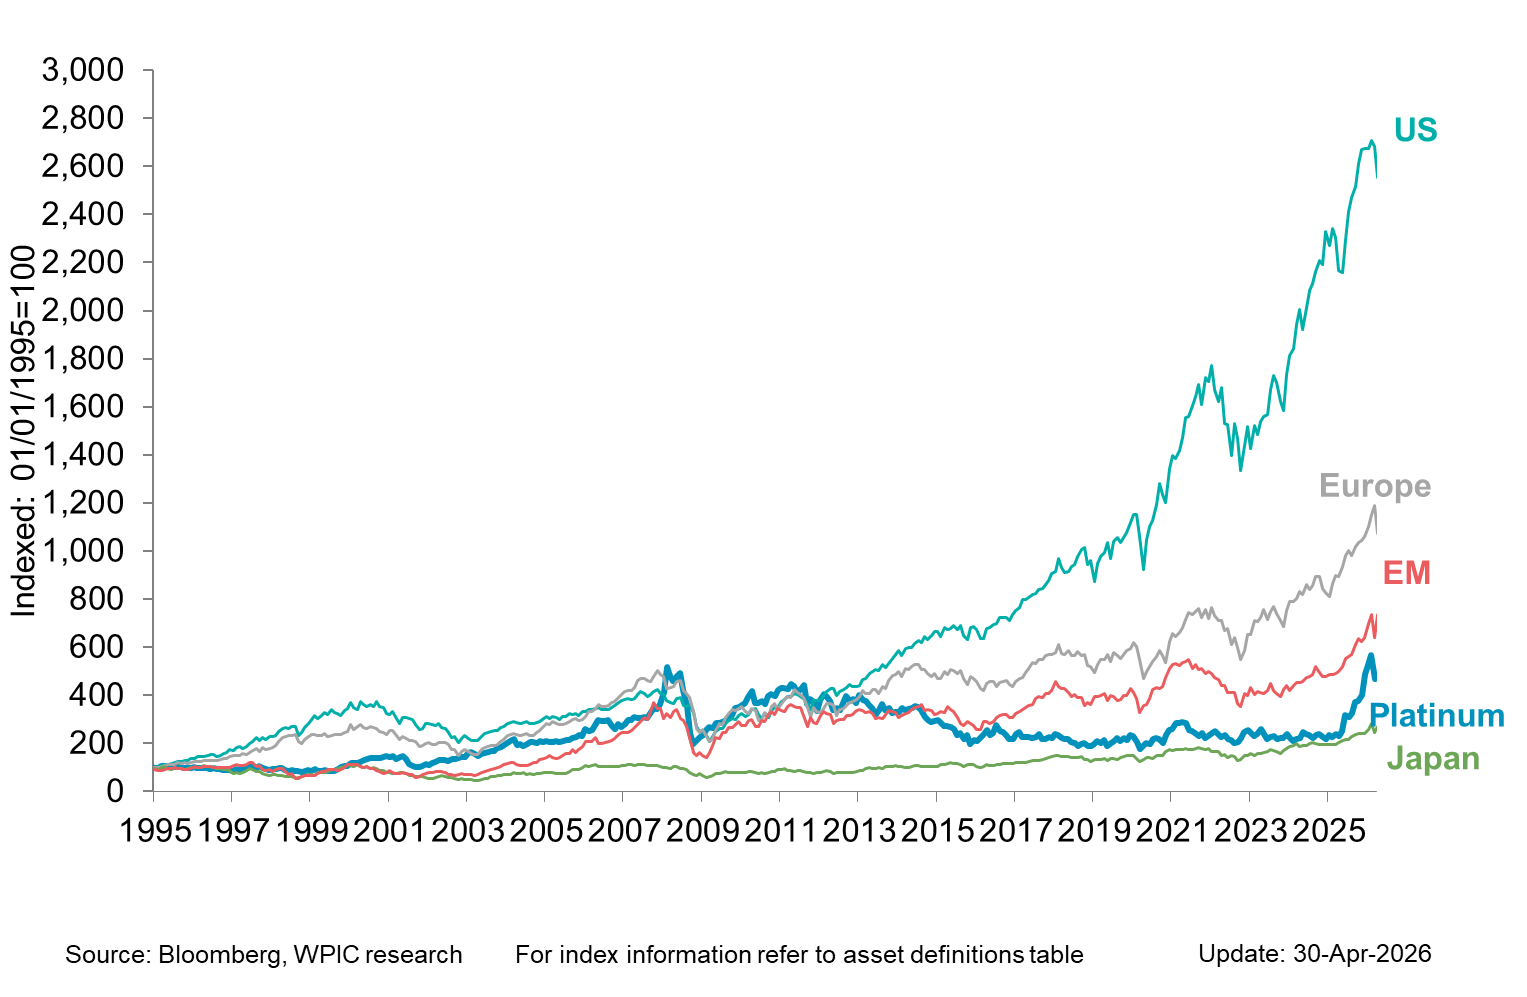 3,000
2,800
2,600
2,400
2,200
2,000
1,800
1,600
1,400
1,200
1,000
800
600
400
200
0
Indexed: 01/01/1995=100
US
Europe
EM
Platinum
Japan
1995 1997 1999 2001 2003 2005 2007 2009 2011 2013 2015 2017 2019 2021 2023 2025
Source: Bloomberg, WPIC research For index information refer to asset definitions table Update: 30-Apr-2026